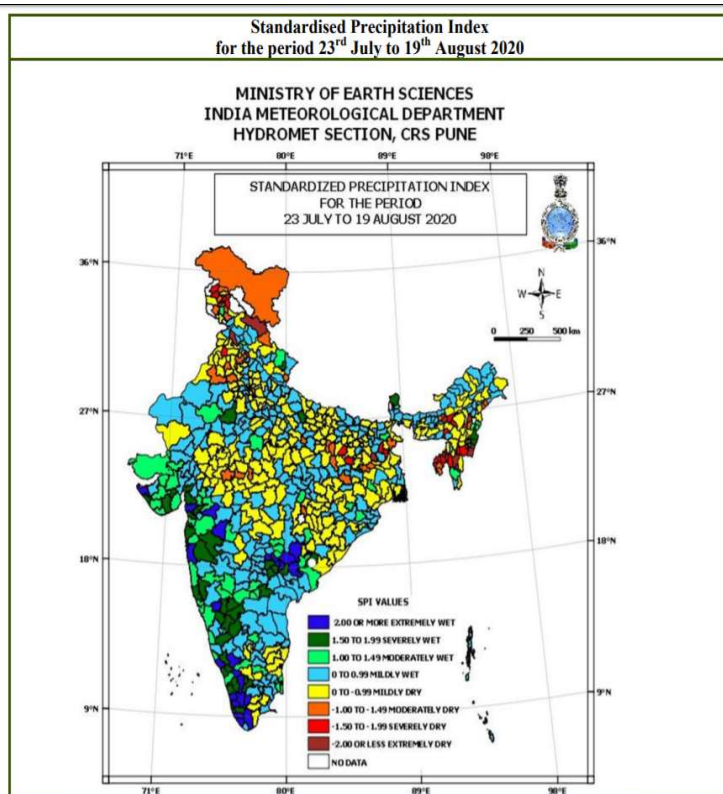 Standardised Precipitation Index
for the period 23rd July to 19th August 2020
MINISTRY OF EARTH SCIENCES
INDIA METEOROLOGICAL DEPARTMENT
HYDROMET SECTION, CRS PUNE
71°E 80°E 89°E 98°E
STANDARDIZED PRECIPITATION INDEX
FOR THE PERIOD
23 JULY TO 19 AUGUST 2020
36°N 36°N
N
W E
S
0 250 500 km
27°N 27°N
18°N 18°N
SPI VALUES
2.00 OR MORE EXTREMELY WET
1.50 TO 1.99 SEVERELY WET
1.00 TO 1.49 MODERATELY WET
0 TO 0.99 MILDLY WET
0 TO -0.99 MILDLY DRY
-1.00 TO -1.49 MODERATELY DRY
-1.50 TO -1.99 SEVERELY DRY
-2.00 OR LESS EXTREMELY DRY
NO DATA
9°N 9°N
71°E 80°E 89°E 98°E